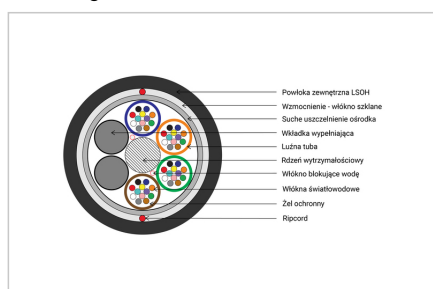 Powłoka zewnętrzna LSOH
Wzmocnienie - włókno szklane
Suche uszczelnienie ośrodka
Wkładka wypełniająca
Luźna tuba
Rdzeń wytrzymałościowy
Włókno blokujące wodę
Włókna światłowodowe
Żel ochronny
Ripcord